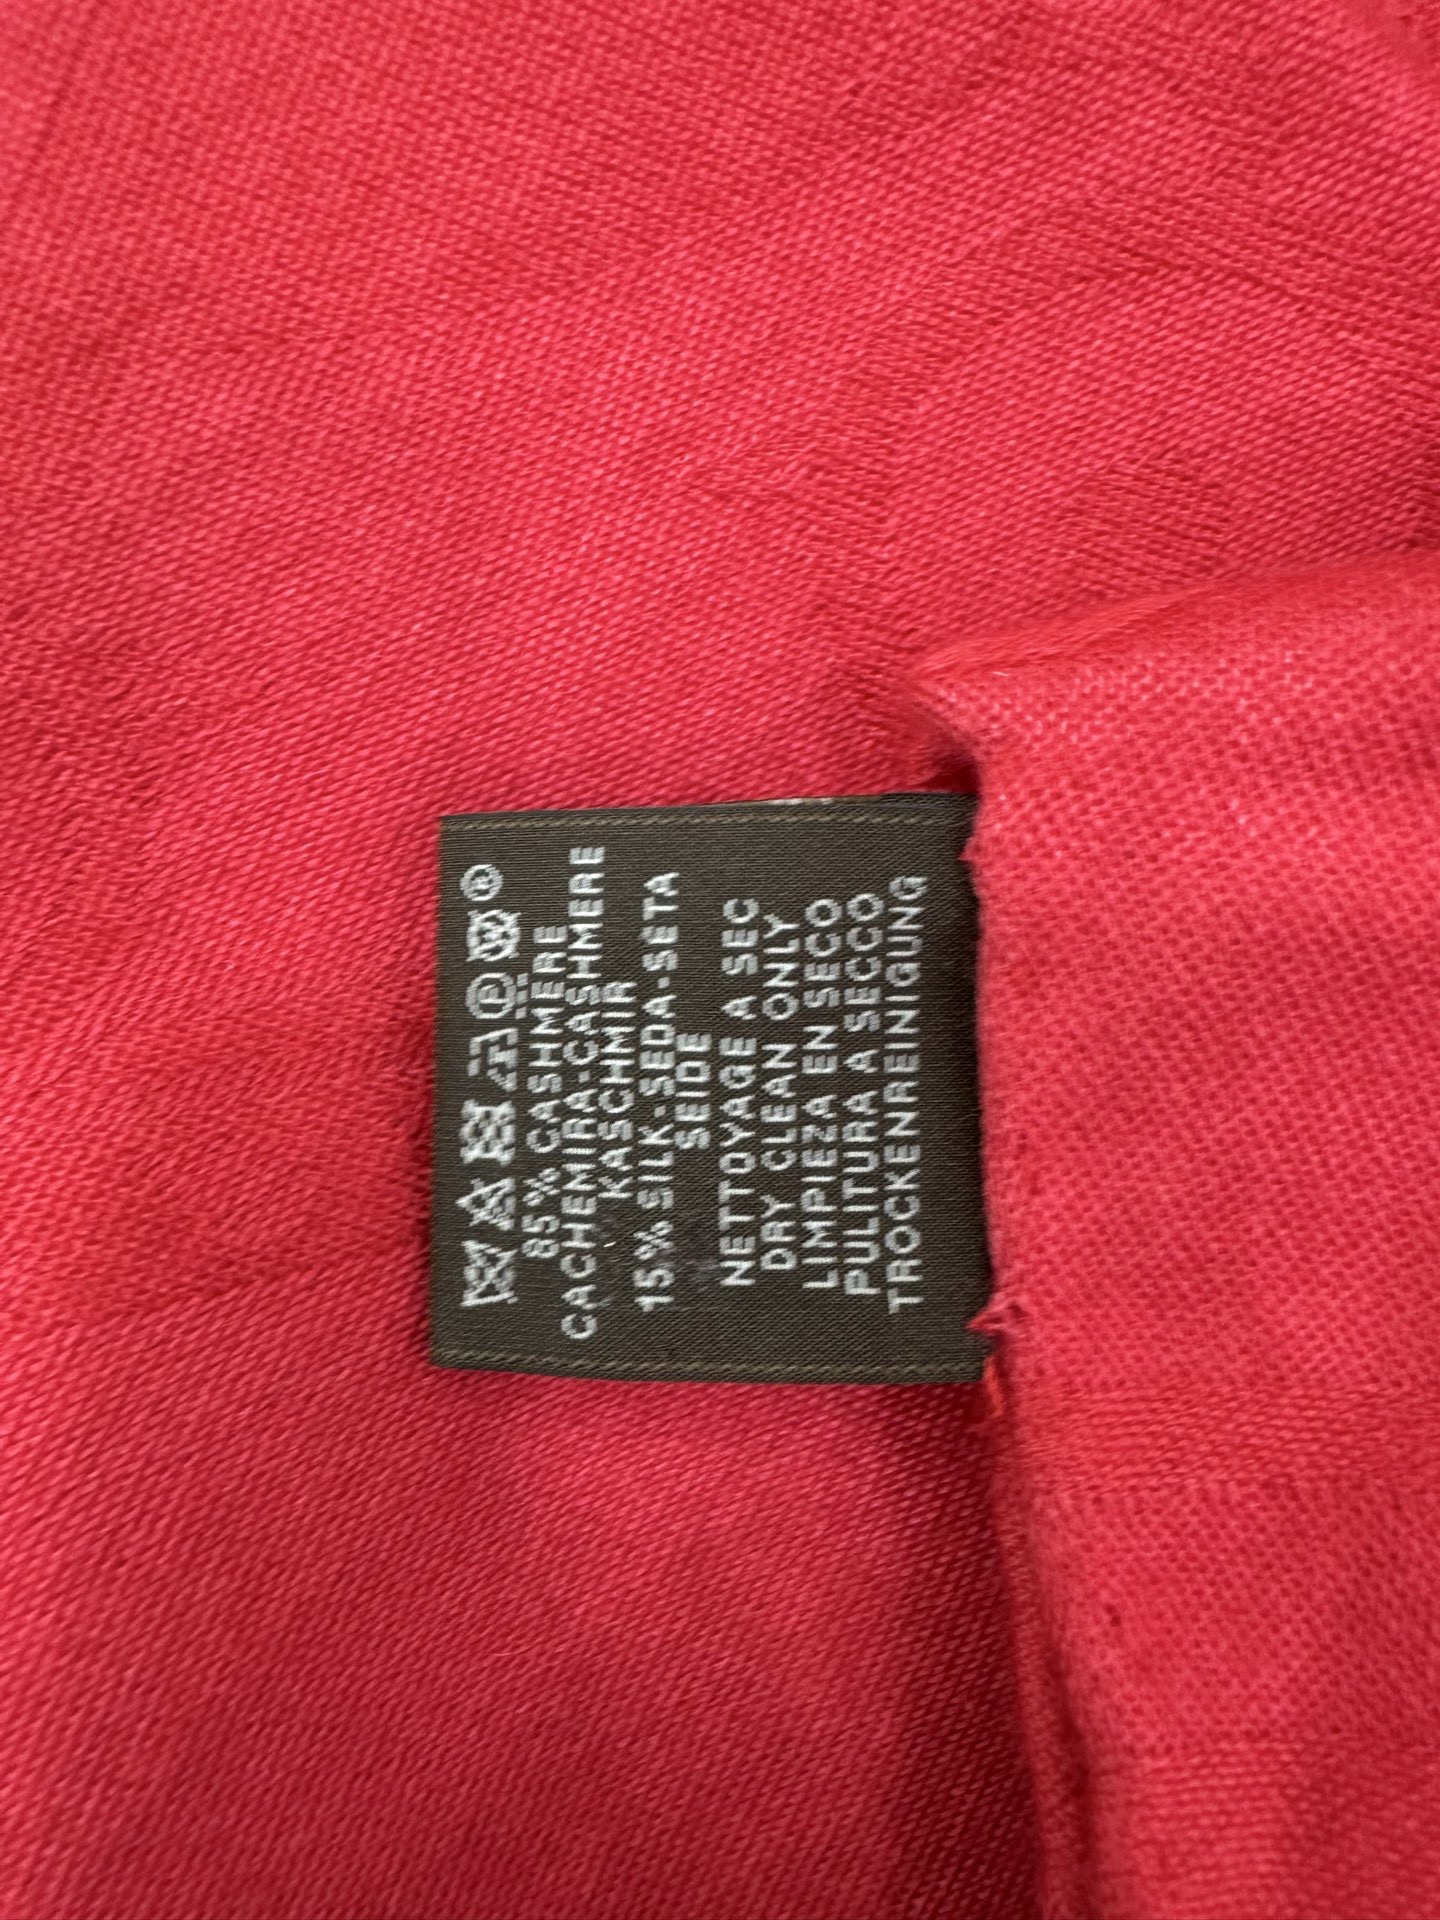 85% CASHMERE
CACHEMIRA-CASHMERE
KASCHMIR
15% SILK-SEDA-SETA
SEIDE
NETTOYAGE A SEC
DRY CLEAN ONLY
LIMPIEZA EN SECO
PULITURA A SECCO
TROCKENREINIGUNG